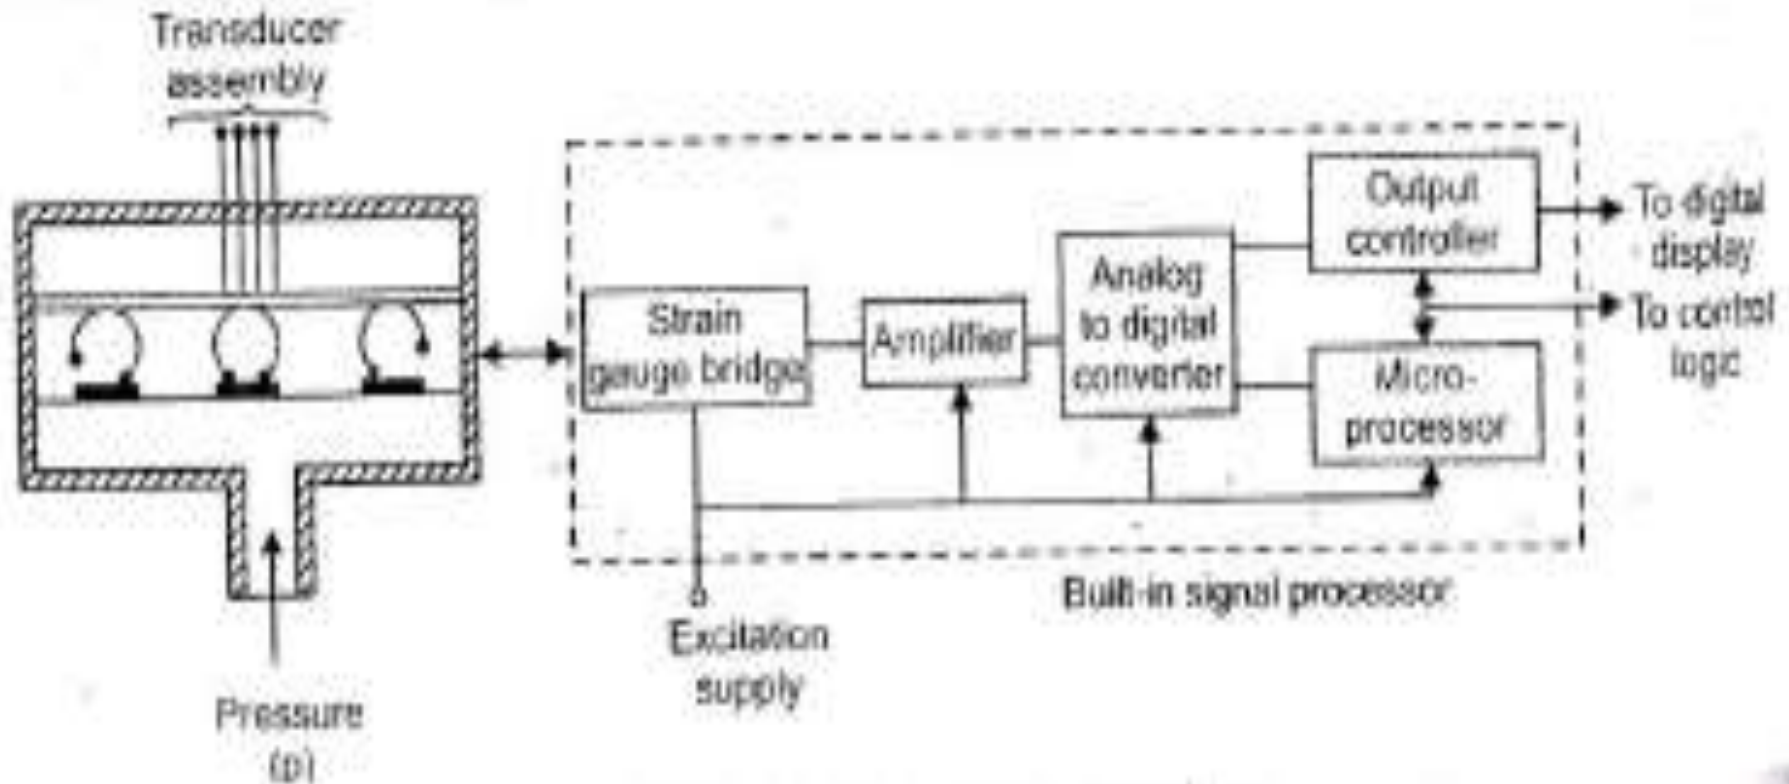 Transducer
assembly
Pressure
(p)
Strain
gauge bridge
Amplifier
Analog
to digital
converter
Output
controller
Micro-
processor
To digital
display
To control
logic
Excitation
supply
Built-in signal processor